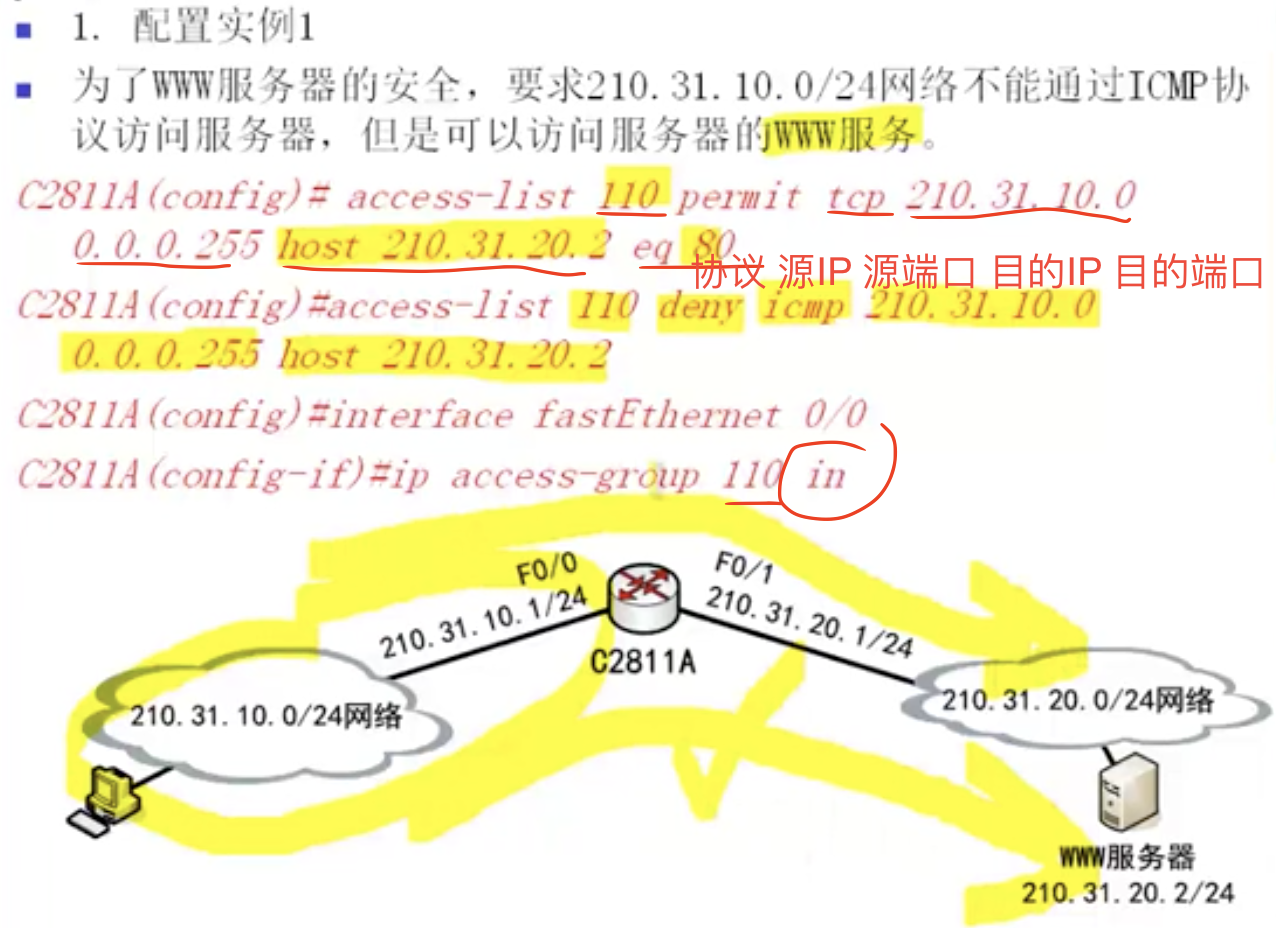 1. 配置实例1
为了WWW服务器的安全，要求210.31.10.0/24网络不能通过ICMP协
议访问服务器，但是可以访问服务器的WWW服务。
C2811A(config)# access-list 110 permit tcp 210.31.10.0
0.0.0.255 host 210.31.20.2 eq 80
协议 源IP 源端口 目的IP 目的端口
C2811A(config)#access-list 110 deny icmp 210.31.10.0
0.0.0.255 host 210.31.20.2
C2811A(config)#interface fastEthernet 0/0
C2811A(config-if)#ip access-group 110 in
F0/0
F0/1
210.31.10.1/24
210.31.20.1/24
C2811A
210.31.10.0/24网络
210.31.20.0/24网络
WWW服务器
210.31.20.2/24